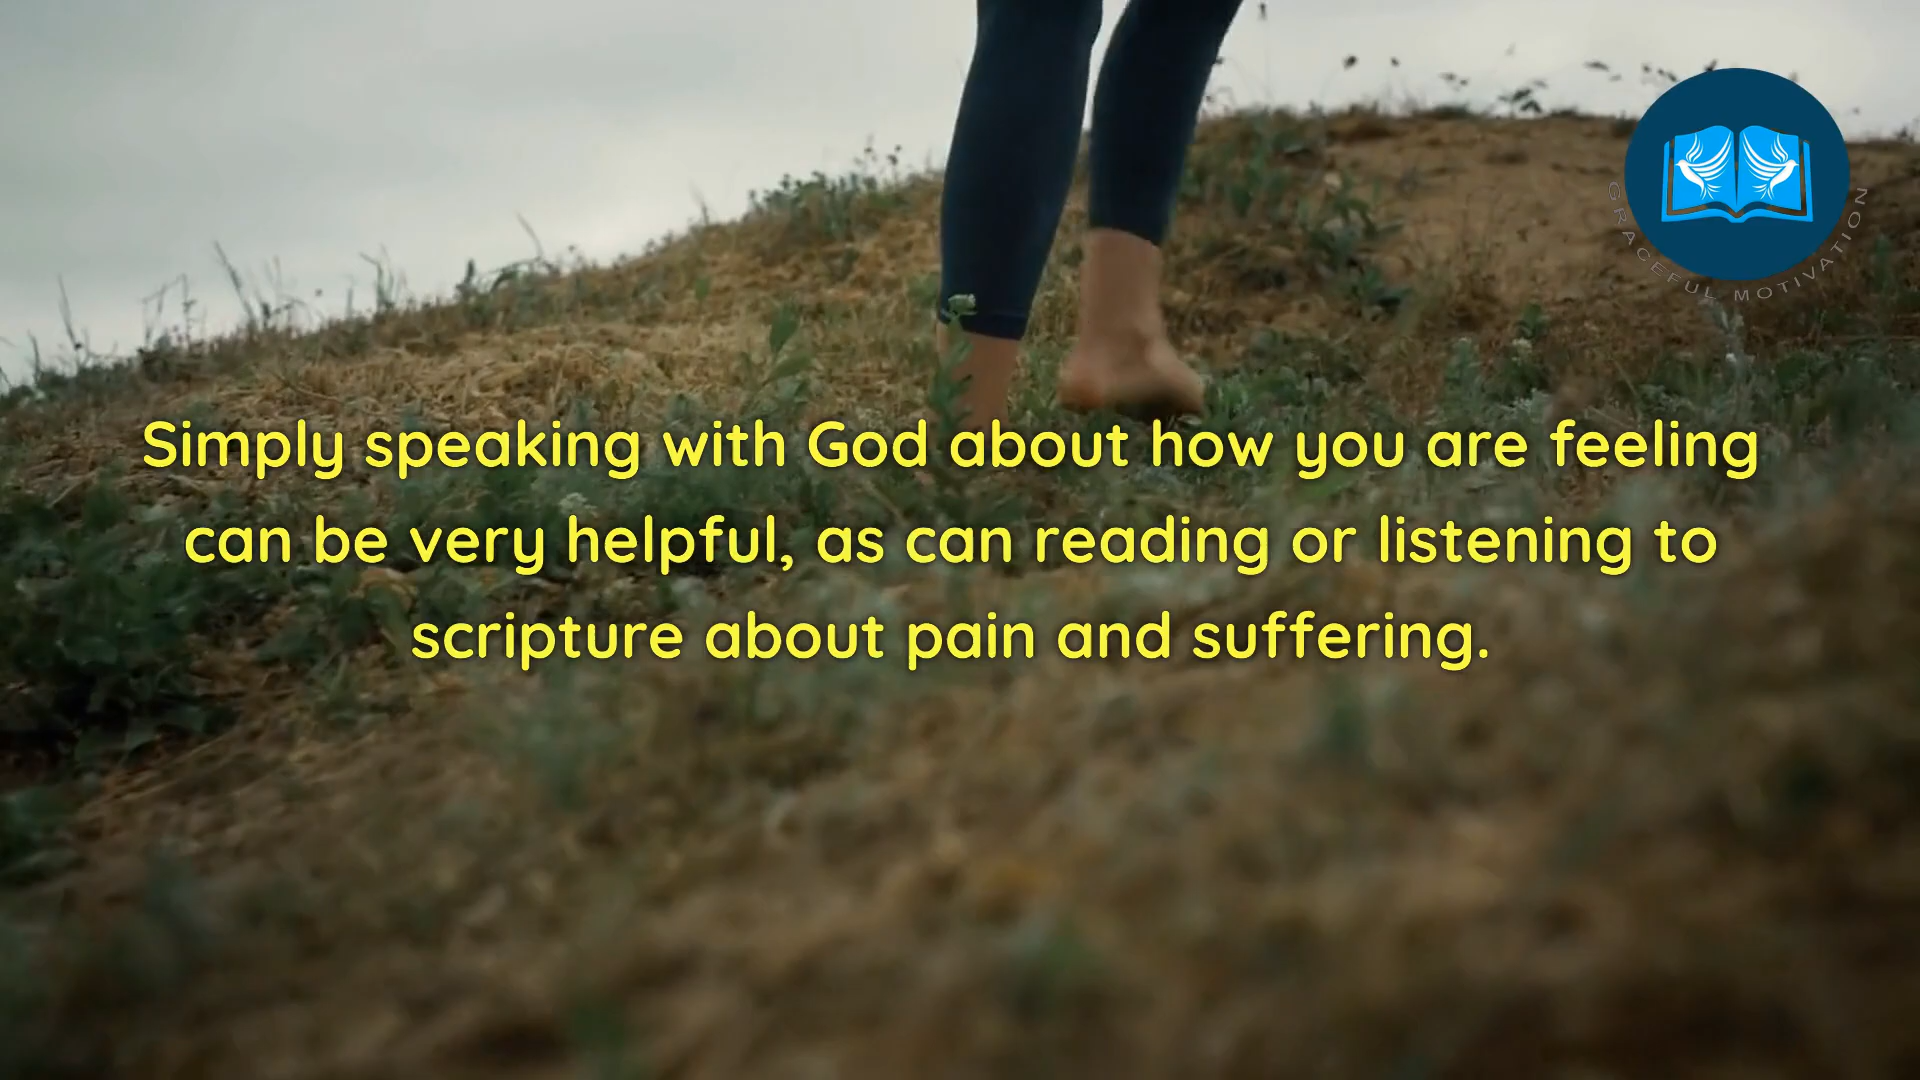 GRACEFUL MOTIVATION
Simply speaking with God about how you are feeling
can be very helpful, as can reading or listening to
scripture about pain and suffering.